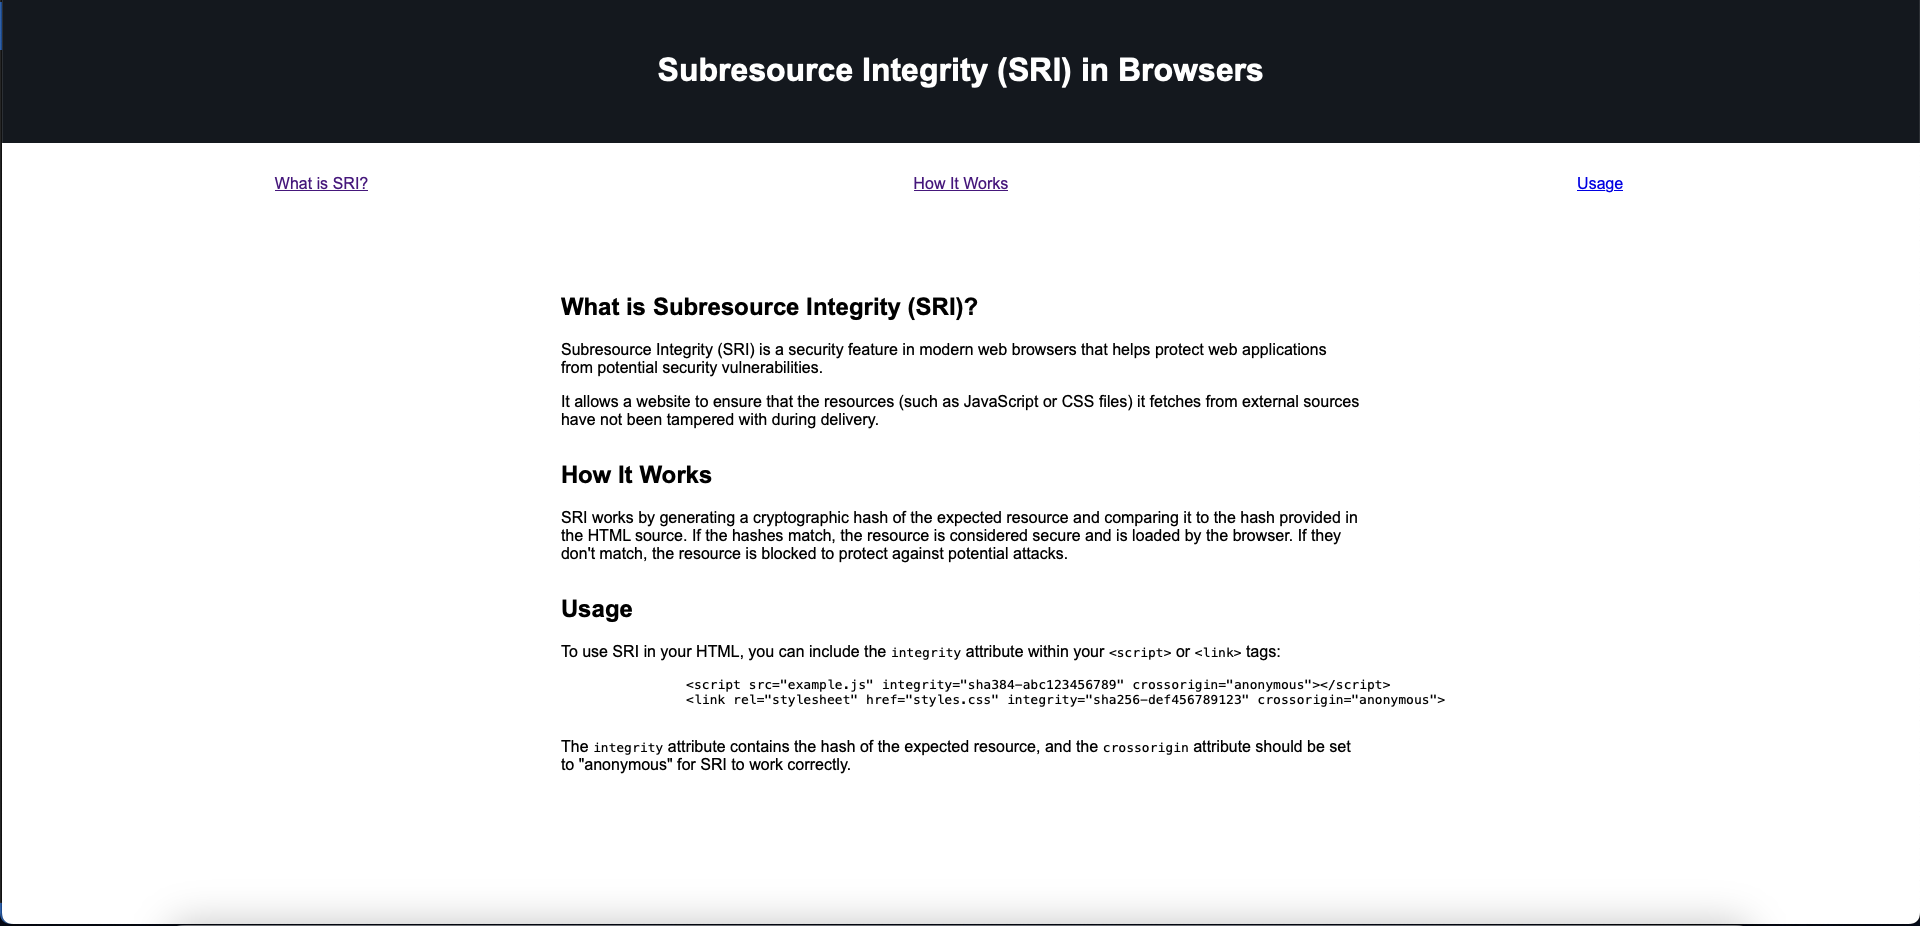 Subresource Integrity (SRI) in Browsers
What is SRI?
How It Works
Usage
What is Subresource Integrity (SRI)?
Subresource Integrity (SRI) is a security feature in modern web browsers that helps protect web applications
from potential security vulnerabilities.
It allows a website to ensure that the resources (such as JavaScript or CSS files) it fetches from external sources
have not been tampered with during delivery.
How It Works
SRI works by generating a cryptographic hash of the expected resource and comparing it to the hash provided in
the HTML source. If the hashes match, the resource is considered secure and is loaded by the browser. If they
don't match, the resource is blocked to protect against potential attacks.
Usage
To use SRI in your HTML, you can include the integrity attribute within your <script> or <link> tags:
<script src="example.js" integrity="sha384-abc123456789" crossorigin="anonymous"></script>
<link rel="stylesheet" href="styles.css" integrity="sha256-def456789123" crossorigin="anonymous">
The integrity attribute contains the hash of the expected resource, and the crossorigin attribute should be set
to "anonymous" for SRI to work correctly.